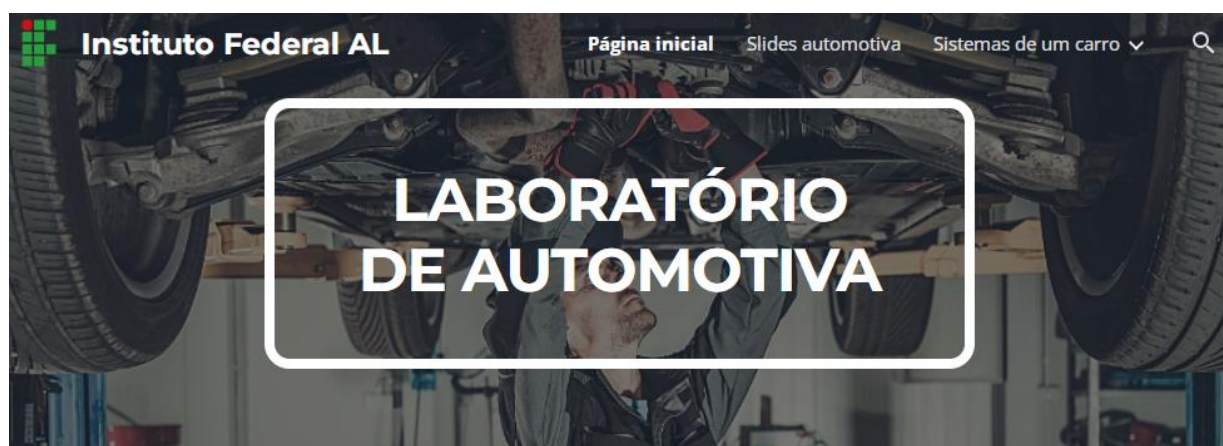 Instituto Federal AL
Página inicial Slides automotiva Sistemas de um carro
LABORATÓRIO
DE AUTOMOTIVA